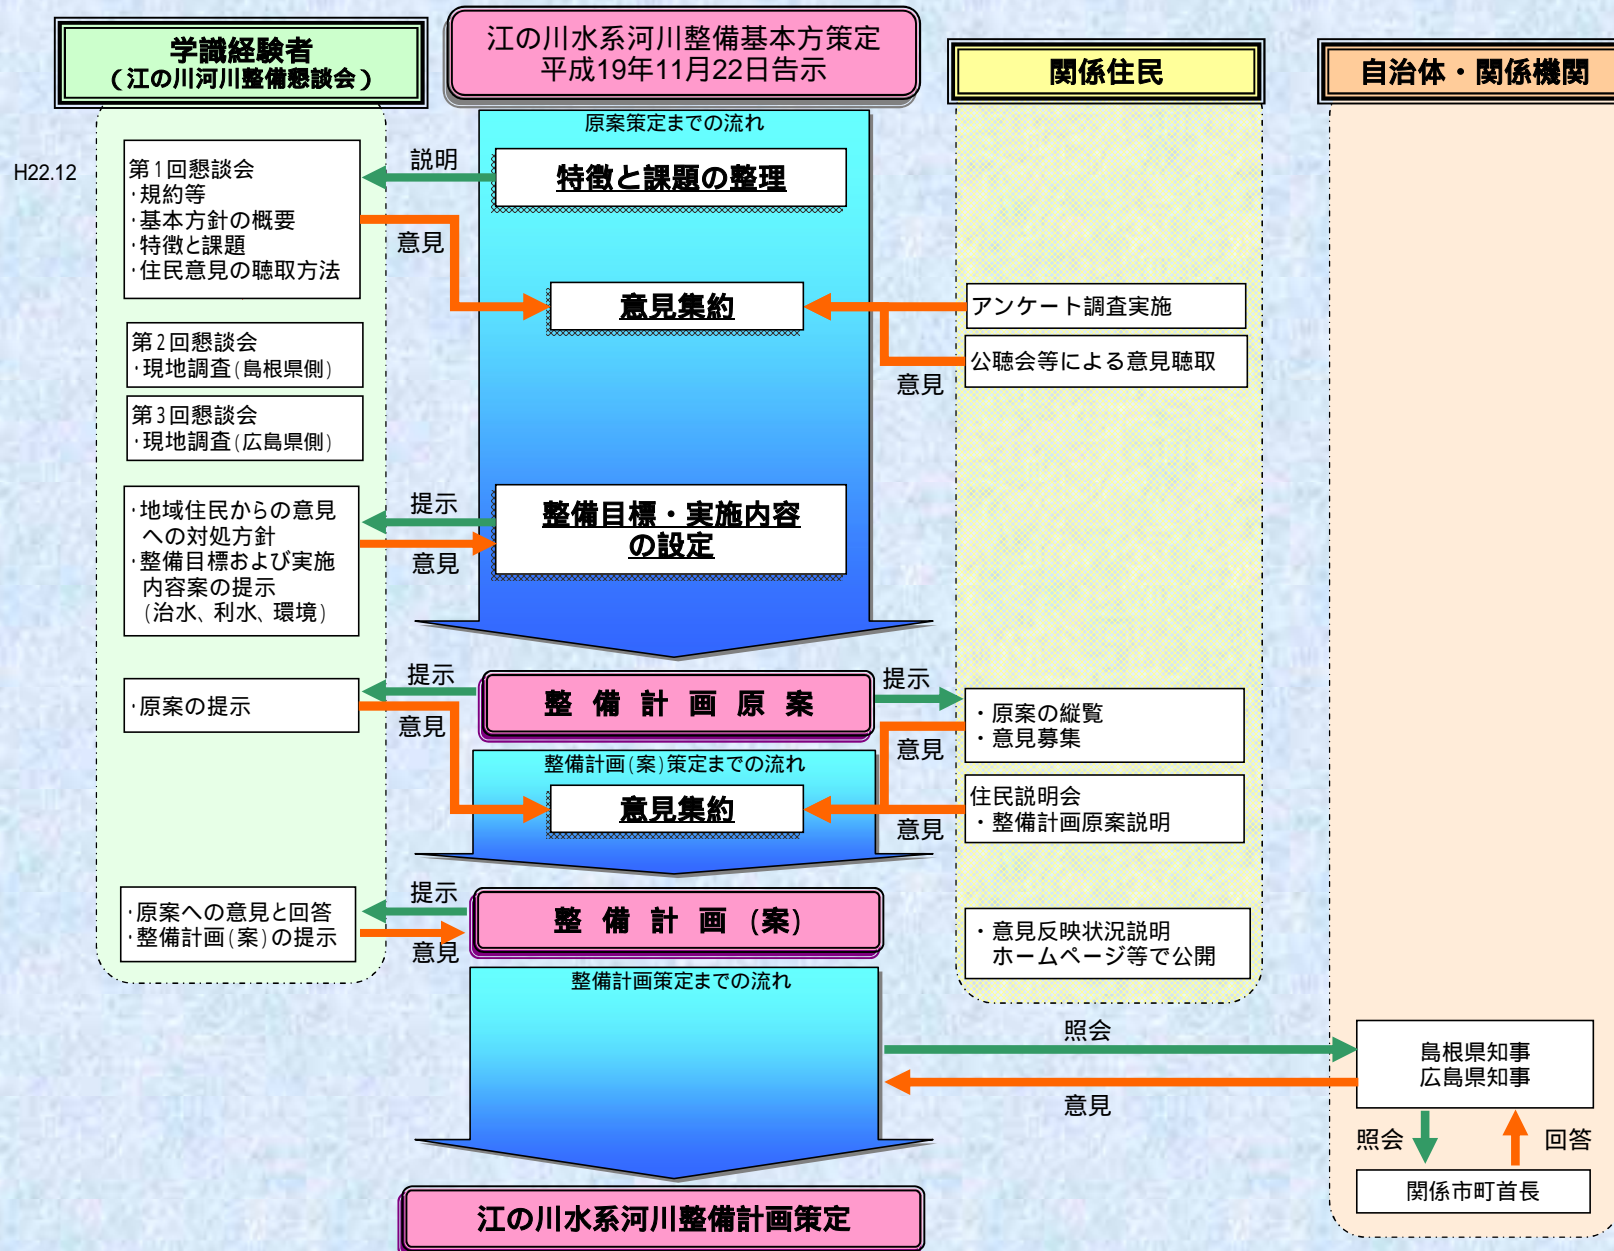 学識経験者
（江の川河川整備懇談会）
江の川水系河川整備基本方策定
平成19年11月22日告示
関係住民
自治体・関係機関
原案策定までの流れ
H22.12
第1回懇談会
・規約等
・基本方針の概要
・特徴と課題
・住民意見の聴取方法
説明
特徴と課題の整理
意見
意見集約
アンケート調査実施
公聴会等による意見聴取
意見
第2回懇談会
・現地調査(島根県側)
第3回懇談会
・現地調査(広島県側)
・地域住民からの意見
への対処方針
・整備目標および実施
内容案の提示
(治水、利水、環境)
提示
意見
整備目標・実施内容
の設定
提示
整備計画原案
提示
・原案の提示
意見
・原案の縦覧
・意見募集
意見
整備計画(案)策定までの流れ
意見集約
住民説明会
・整備計画原案説明
意見
・原案への意見と回答
・整備計画(案)の提示
提示
意見
整備計画(案)
・意見反映状況説明
ホームページ等で公開
整備計画策定までの流れ
照会
意見
島根県知事
広島県知事
照会
回答
関係市町首長
江の川水系河川整備計画策定